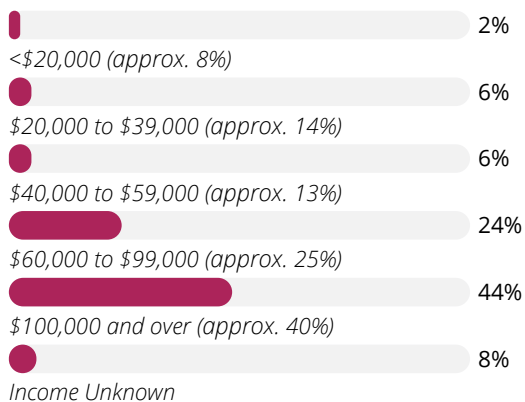 2%
<$20,000 (approx. 8%)
6%
$20,000 to $39,000 (approx. 14%)
6%
$40,000 to $59,000 (approx. 13%)
24%
$60,000 to $99,000 (approx. 25%)
44%
$100,000 and over (approx. 40%)
8%
Income Unknown